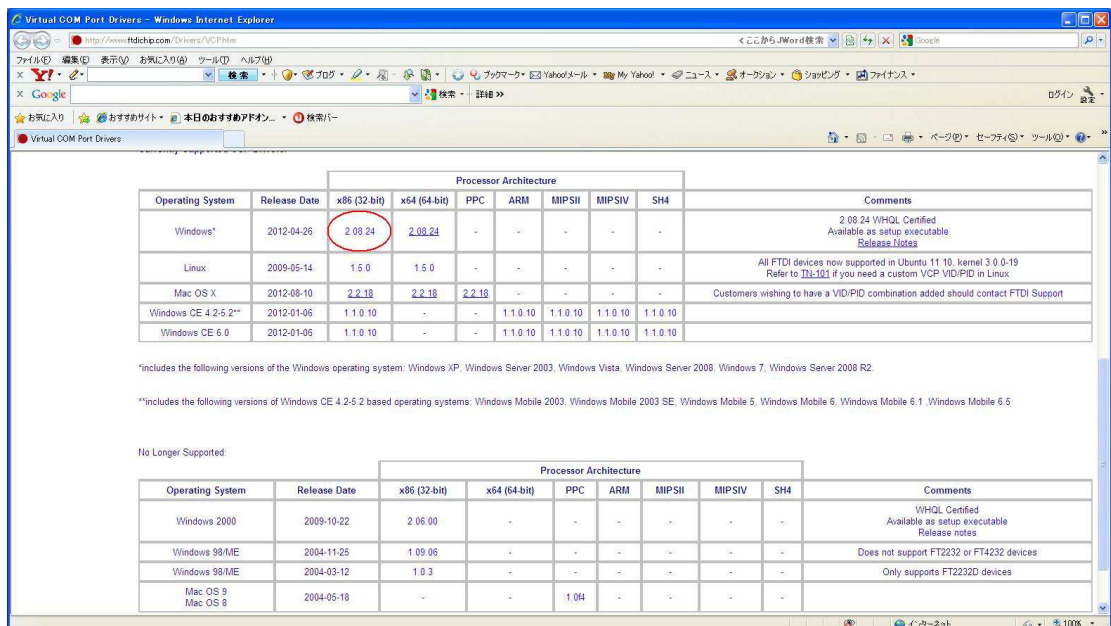 Virtual COM Port Drivers - Windows Internet Explorer
http://www.ftdichip.com/Drivers/VCP.htm
<ここからJWord検索
Google
ファイル(F) 編集(E) 表示(V) お気に入り(A) ツール(T) ヘルプ(H)
x Y! 検索 ブログ ブックマーク Yahoo!メール My Yahoo! ニュース オークション ショッピング ファイナンス
x Google 検索 詳細 >> ログイン 設定
お気に入り おすすめサイト 本日のおすすめアドオン... 検索バー
Virtual COM Port Drivers
ページ(P) セーフティ(S) ツール(O)
Processor Architecture
Operating System Release Date x86 (32-bit) x64 (64-bit) PPC ARM MIPSII MIPSIV SH4 Comments
Windows* 2012-04-26 2.08.24 2.08.24 - - - - - 2.08.24 WHQL Certified
Available as setup executable
Release Notes
Linux 2009-05-14 1.5.0 1.5.0 - - - - - All FTDI devices now supported in Ubuntu 11.10, kernel 3.0.0-19
Refer to TN-101 if you need a custom VCP VID/PID in Linux
Mac OS X 2012-08-10 2.2.18 2.2.18 2.2.18 - - - - Customers wishing to have a VID/PID combination added should contact FTDI Support
Windows CE 4.2-5.2** 2012-01-06 1.1.0.10 - - 1.1.0.10 1.1.0.10 1.1.0.10 1.1.0.10
Windows CE 6.0 2012-01-06 1.1.0.10 - - 1.1.0.10 1.1.0.10 1.1.0.10 1.1.0.10
*includes the following versions of the Windows operating system: Windows XP, Windows Server 2003, Windows Vista, Windows Server 2008, Windows 7, Windows Server 2008 R2.
**includes the following versions of Windows CE 4.2-5.2 based operating systems: Windows Mobile 2003, Windows Mobile 2003 SE, Windows Mobile 5, Windows Mobile 6, Windows Mobile 6.1 ,Windows Mobile 6.5
No Longer Supported:
Processor Architecture
Operating System Release Date x86 (32-bit) x64 (64-bit) PPC ARM MIPSII MIPSIV SH4 Comments
Windows 2000 2009-10-22 2.06.00 - - - - - - WHQL Certified
Available as setup executable
Release notes
Windows 98/ME 2004-11-25 1.09.06 - - - - - - Does not support FT2232 or FT4232 devices
Windows 98/ME 2004-03-12 1.0.3 - - - - - - Only supports FT2232D devices
Mac OS 9
Mac OS 8 2004-05-18 - - 1.0f4 - - - -
100%